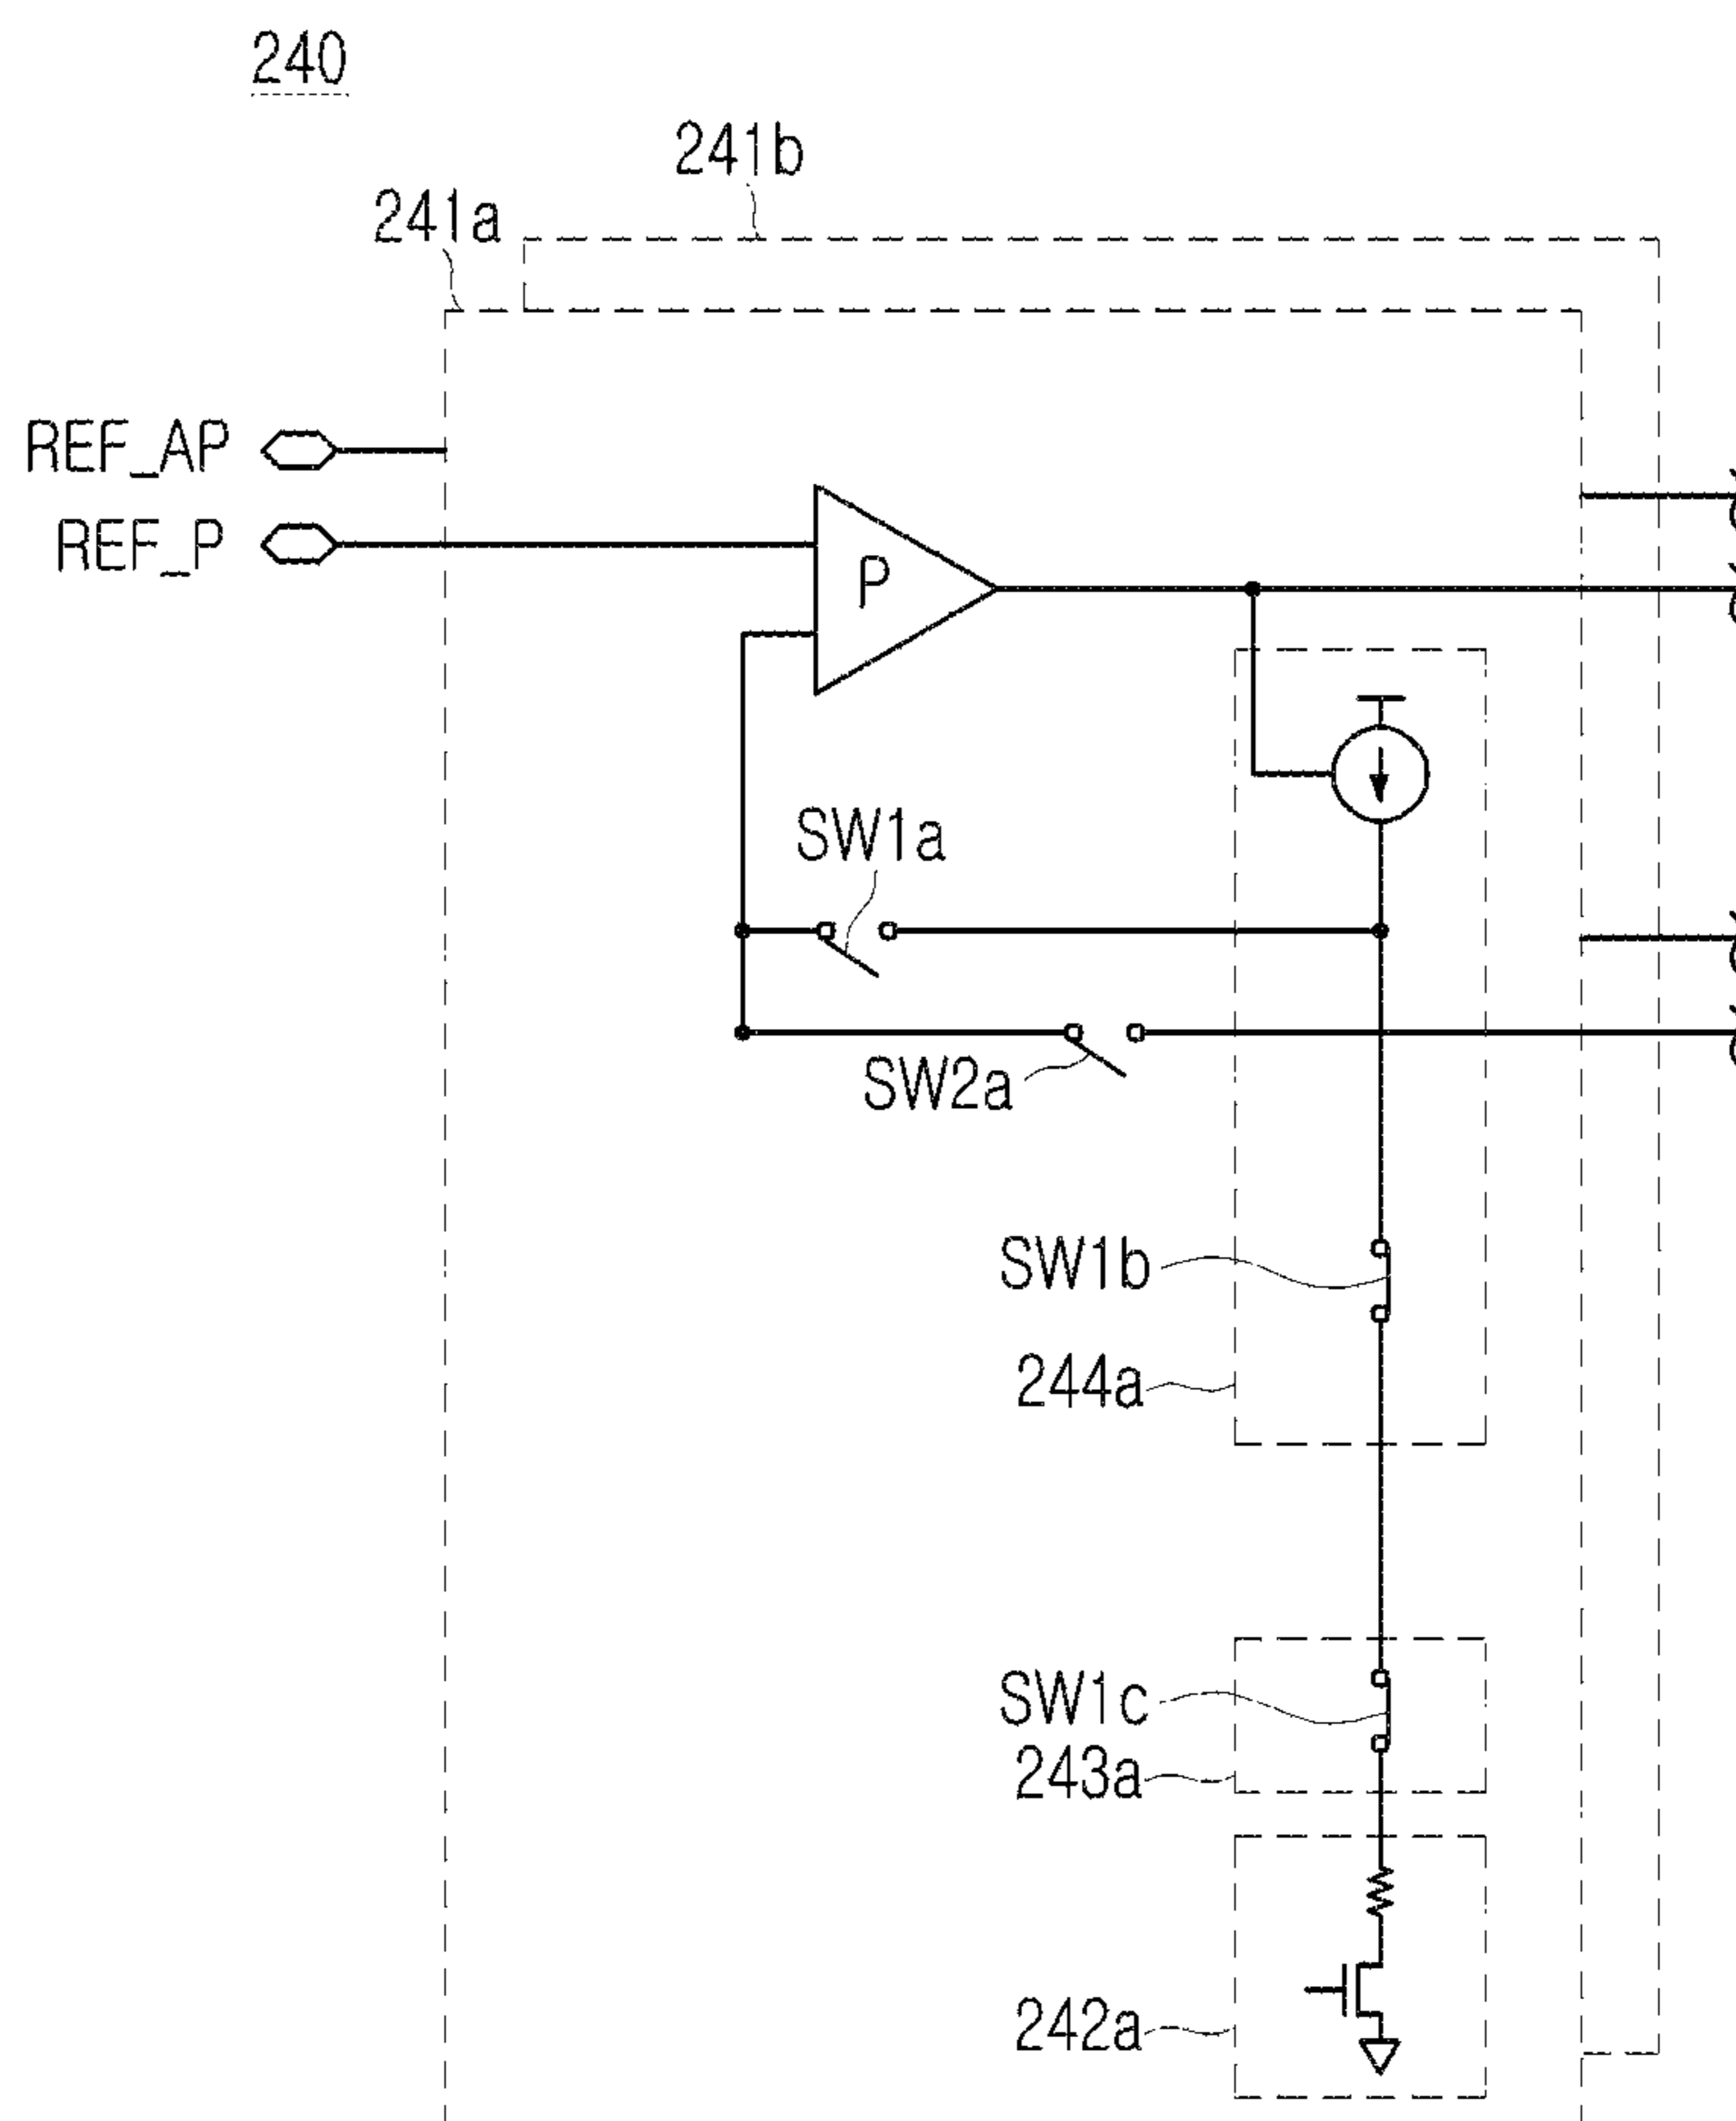 240
241b
241a
REF_AP
REF_P
P
SW1a
SW2a
SW1b
244a
SW1c
243a
242a